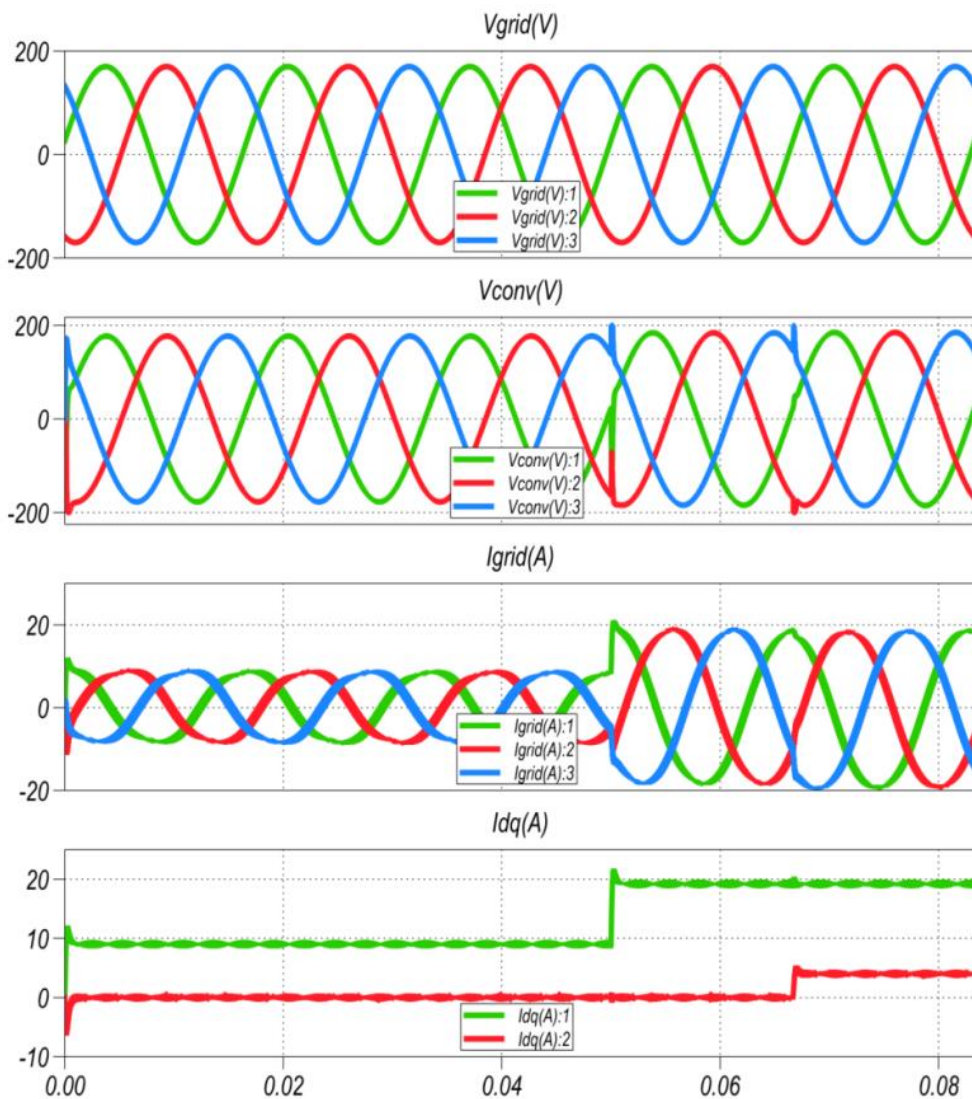 Vgrid(V)
200
0
-200
Vgrid(V):1
Vgrid(V):2
Vgrid(V):3
Vconv(V)
200
0
-200
Vconv(V):1
Vconv(V):2
Vconv(V):3
Igrid(A)
20
0
-20
Igrid(A):1
Igrid(A):2
Igrid(A):3
Idq(A)
20
10
0
-10
Idq(A):1
Idq(A):2
0.00 0.02 0.04 0.06 0.08